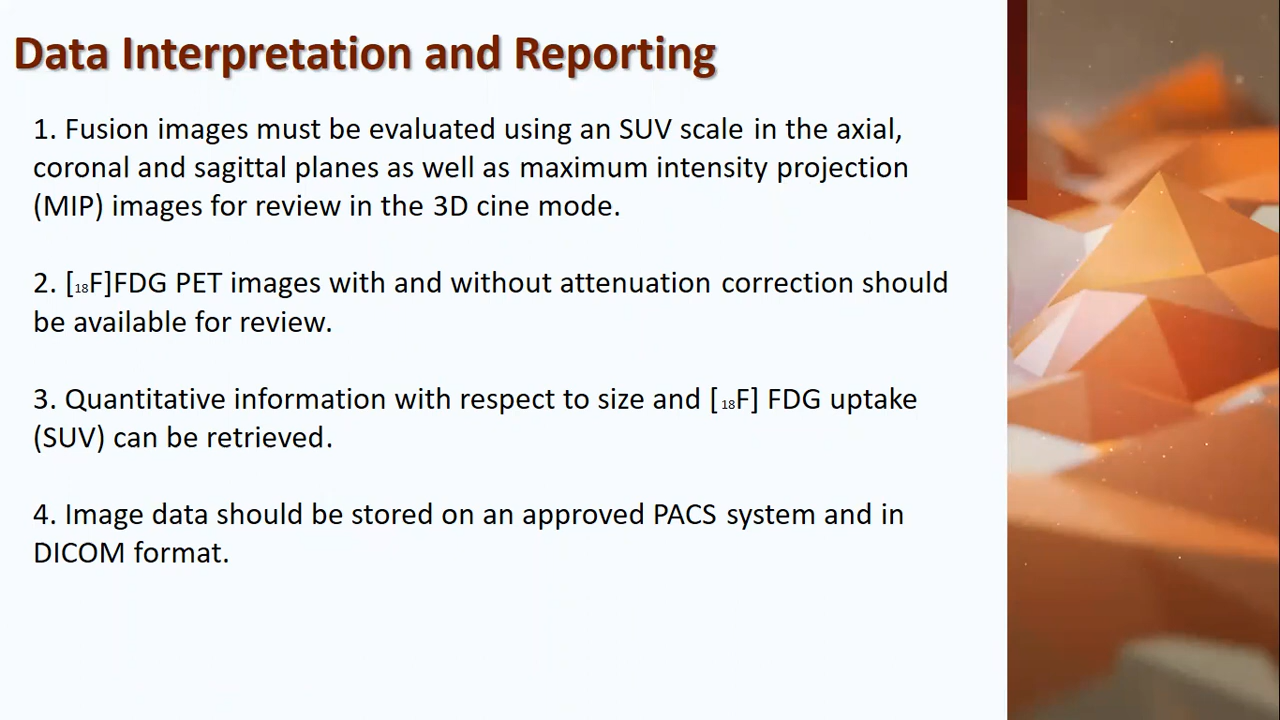 Data Interpretation and Reporting
1. Fusion images must be evaluated using an SUV scale in the axial,
coronal and sagittal planes as well as maximum intensity projection
(MIP) images for review in the 3D cine mode.
2. [₁₈F]FDG PET images with and without attenuation correction should
be available for review.
3. Quantitative information with respect to size and [ ₁₈F] FDG uptake
(SUV) can be retrieved.
4. Image data should be stored on an approved PACS system and in
DICOM format.